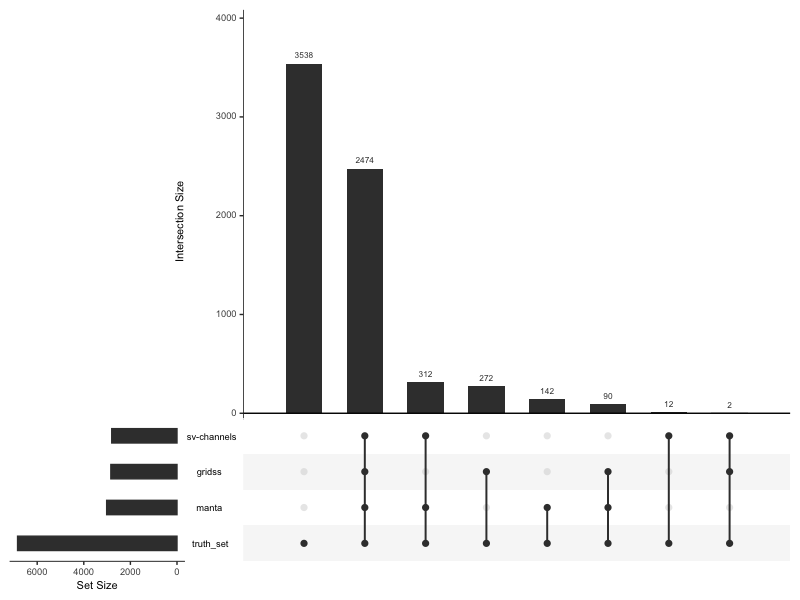 4000
3000
2000
1000
0
Intersection Size
3538
2474
312
272
142
90
12
2
sv-channels
gridss
manta
truth_set
6000 4000 2000 0
Set Size